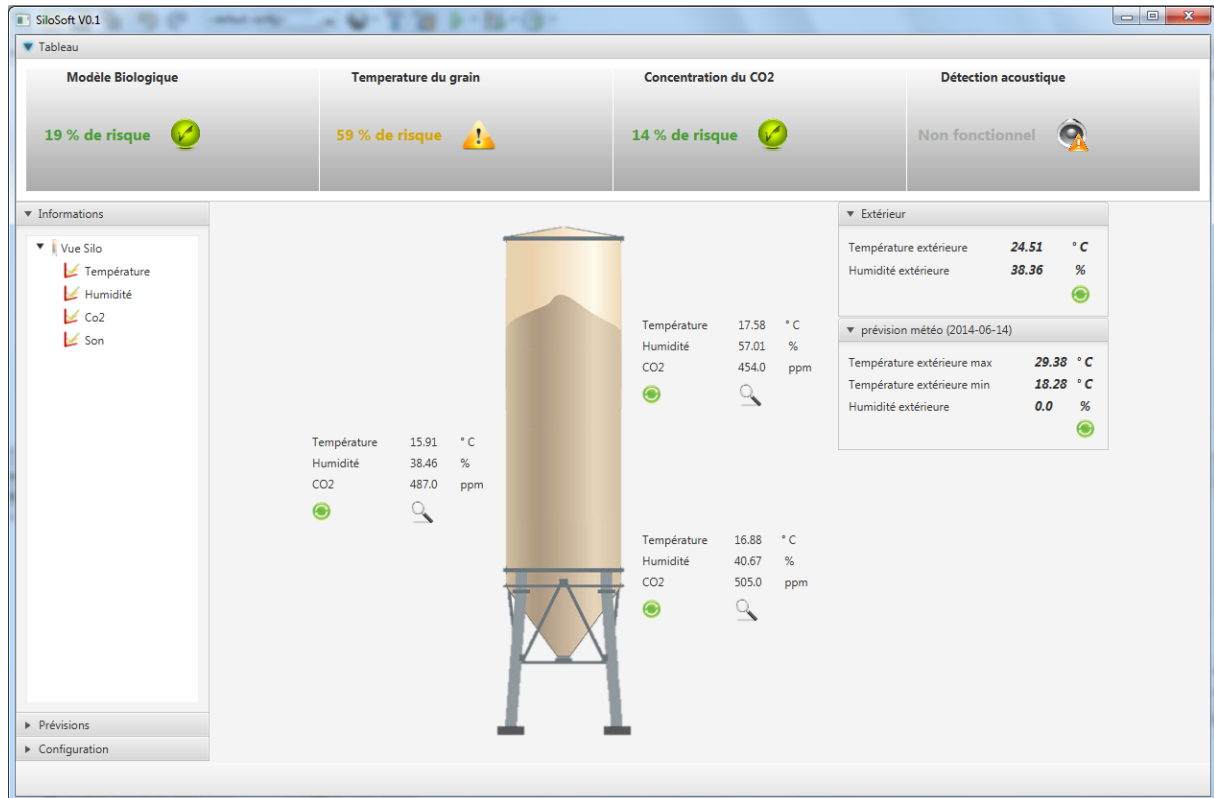 SiloSoft V0.1
Tableau
Modèle Biologique
19 % de risque
Temperature du grain
59 % de risque
Concentration du CO2
14 % de risque
Détection acoustique
Non fonctionnel
Informations
Vue Silo
Température
Humidité
Co2
Son
Prévisions
Configuration
Température 15.91 ° C
Humidité 38.46 %
CO2 487.0 ppm
Température 17.58 ° C
Humidité 57.01 %
CO2 454.0 ppm
Température 16.88 ° C
Humidité 40.67 %
CO2 505.0 ppm
Extérieur
Température extérieure 24.51 ° C
Humidité extérieure 38.36 %
prévision météo (2014-06-14)
Température extérieure max 29.38 ° C
Température extérieure min 18.28 ° C
Humidité extérieure 0.0 %